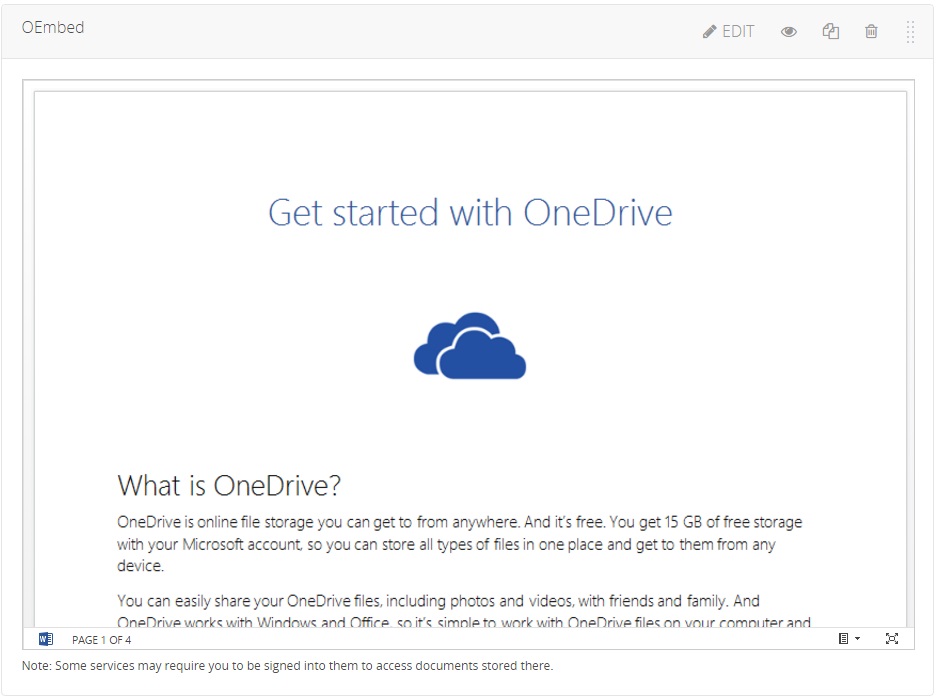 OEmbed
EDIT
Get started with OneDrive
What is OneDrive?
OneDrive is online file storage you can get to from anywhere. And it's free. You get 15 GB of free storage
with your Microsoft account, so you can store all types of files in one place and get to them from any
device.
You can easily share your OneDrive files, including photos and videos, with friends and family. And
OneDrive works with Windows and Office, so it's simple to work with OneDrive files on your computer and
PAGE 1 OF 4
Note: Some services may require you to be signed into them to access documents stored there.